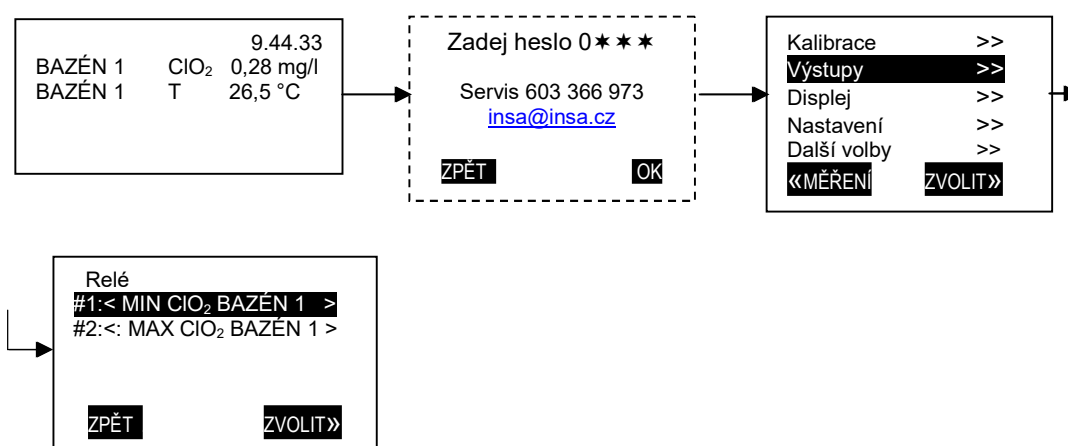 9.44.33
BAZÉN 1 ClO₂ 0,28 mg/l
BAZÉN 1 T 26,5 °C
Zadej heslo 0✶✶✶
Servis 603 366 973
insa@insa.cz
ZPĚT OK
Kalibrace >>
Výstupy >>
Displej >>
Nastavení >>
Další volby >>
«MĚŘENÍ ZVOLIT»
Relé
#1:< MIN ClO₂ BAZÉN 1 >
#2:<: MAX ClO₂ BAZÉN 1 >
ZPĚT ZVOLIT»